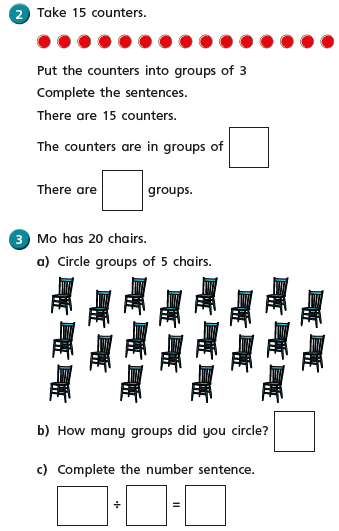 2 Take 15 counters.
Put the counters into groups of 3
Complete the sentences.
There are 15 counters.
The counters are in groups of
There are groups.
3 Mo has 20 chairs.
a) Circle groups of 5 chairs.
b) How many groups did you circle?
c) Complete the number sentence.
÷ =